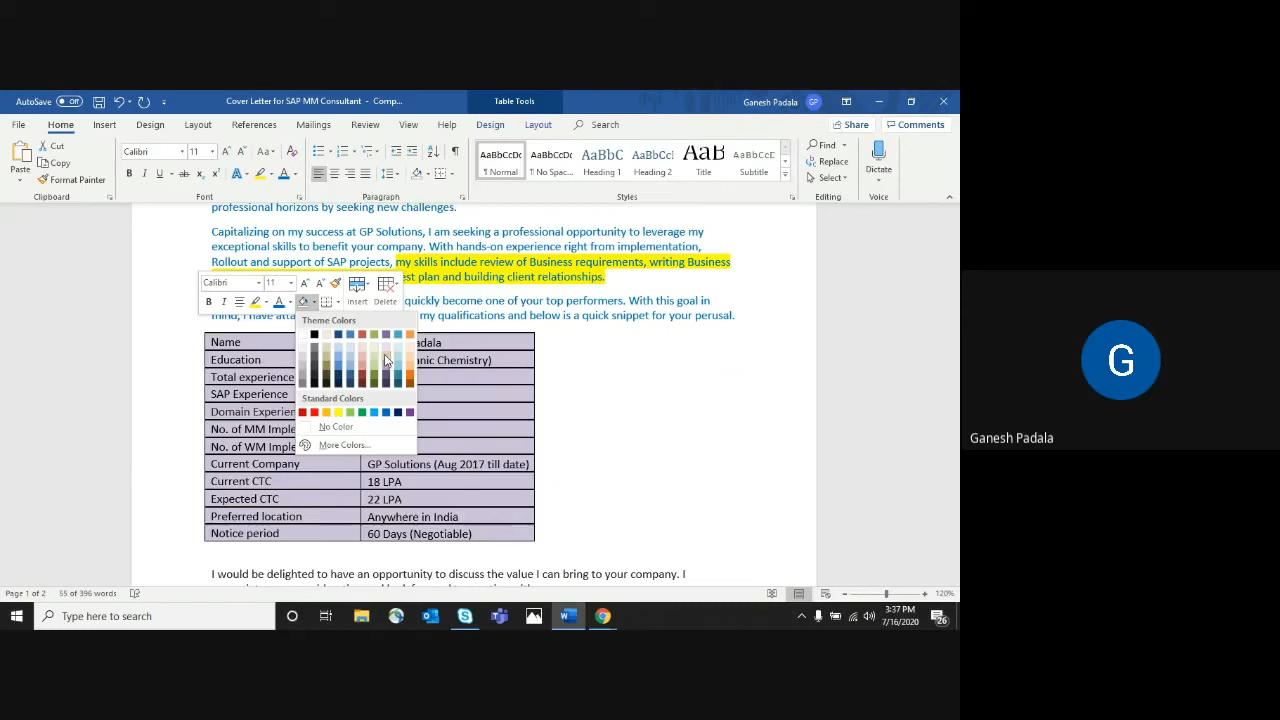 AutoSave Off
Cover Letter for SAP MM Consultant - Comp...
Table Tools
Ganesh Padala GP
File Home Insert Design Layout References Mailings Review View Help Design Layout Search Share Comments
Paste
Cut
Copy
Format Painter
Clipboard
Calibri 11
Font
Paragraph
AaBbCcDc
¶ Normal
AaBbCcDc
¶ No Spac...
AaBbC
Heading 1
AaBbCcI
Heading 2
AaB
Title
AaBbCcD
Subtitle
Styles
Find
Replace
Select
Editing
Dictate
Voice
professional horizons by seeking new challenges.
Capitalizing on my success at GP Solutions, I am seeking a professional opportunity to leverage my
exceptional skills to benefit your company. With hands-on experience right from implementation,
Rollout and support of SAP projects, my skills include review of Business requirements, writing Business
est plan and building client relationships.
quickly become one of your top performers. With this goal in
my qualifications and below is a quick snippet for your perusal.
Calibri 11
Insert Delete
Theme Colors
Standard Colors
No Color
More Colors...
Name adala
Education nic Chemistry)
Total experience
SAP Experience
Domain Experien
No. of MM Imple
No. of WM Imple
Current Company GP Solutions (Aug 2017 till date)
Current CTC 18 LPA
Expected CTC 22 LPA
Preferred location Anywhere in India
Notice period 60 Days (Negotiable)
I would be delighted to have an opportunity to discuss the value I can bring to your company. I
Page 1 of 2 55 of 396 words
120%
Type here to search
3:37 PM
7/16/2020
26
G
Ganesh Padala